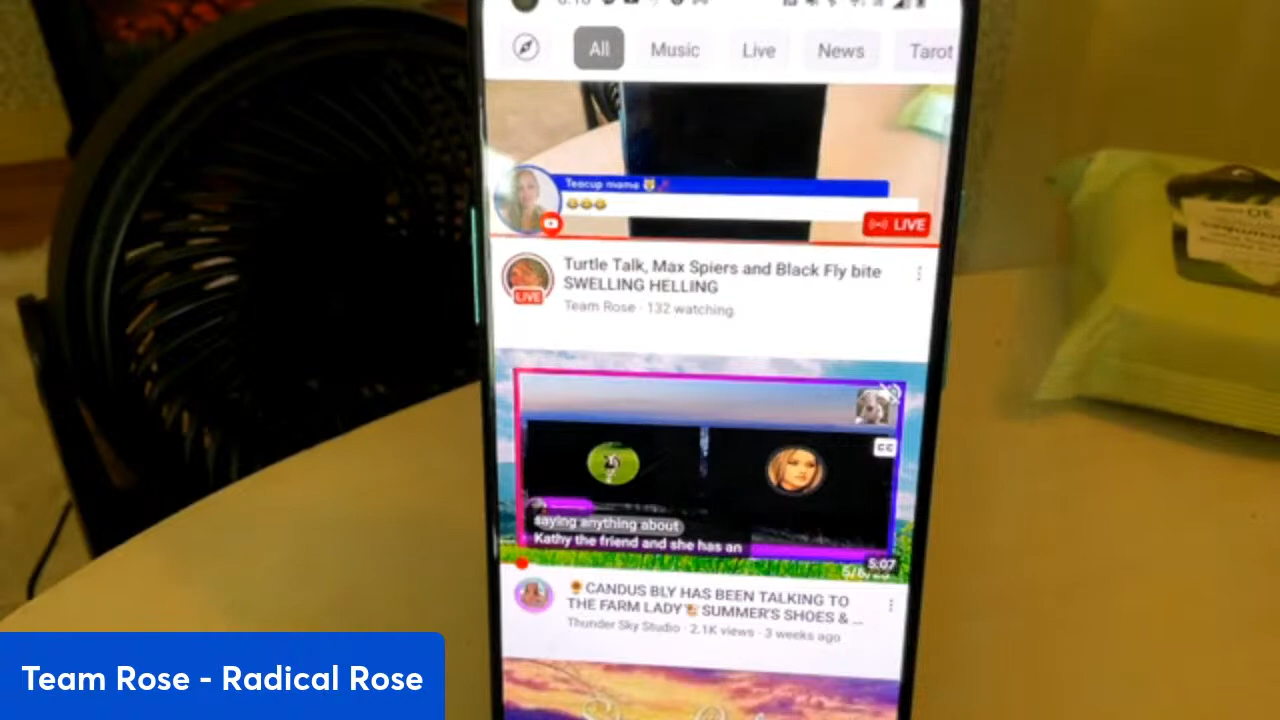 All Music Live News Tarot
Teacup mama
LIVE
Turtle Talk, Max Spiers and Black Fly bite
SWELLING HELLING
LIVE
Team Rose · 132 watching
CC
saying anything about
Kathy the friend and she has an
5:07
CANDUS BLY HAS BEEN TALKING TO
THE FARM LADY SUMMER'S SHOES & ...
Thunder Sky Studio · 2.1K views · 3 weeks ago
Team Rose - Radical Rose